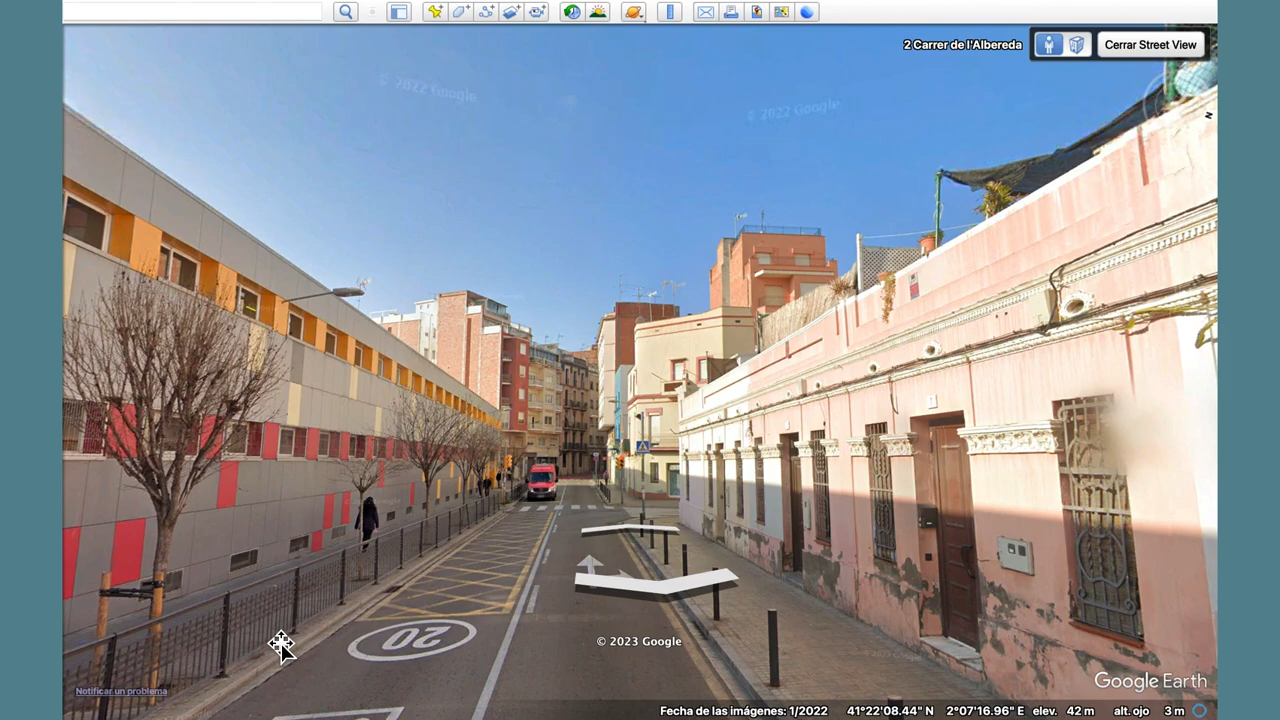 2 Carrer de l'Albereda
Cerrar Street View
© 2022 Google
© 2022 Google
N
1
20
© 2023 Google
Notificar un problema
Google Earth
Fecha de las imágenes: 1/2022 41°22'08.44" N 2°07'16.96" E elev. 42 m alt. ojo 3 m